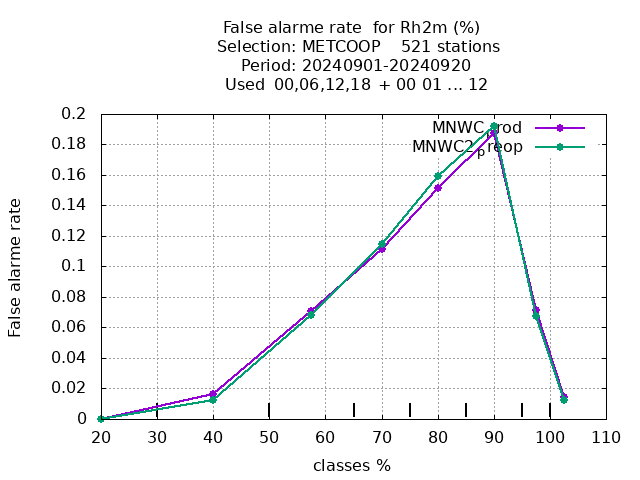 False alarme rate for Rh2m (%)
Selection: METCOOP 521 stations
Period: 20240901-20240920
Used 00,06,12,18 + 00 01 ... 12
MNWC_prod
MNWC2_preop
False alarme rate
0.2
0.18
0.16
0.14
0.12
0.1
0.08
0.06
0.04
0.02
0
20 30 40 50 60 70 80 90 100 110
classes %